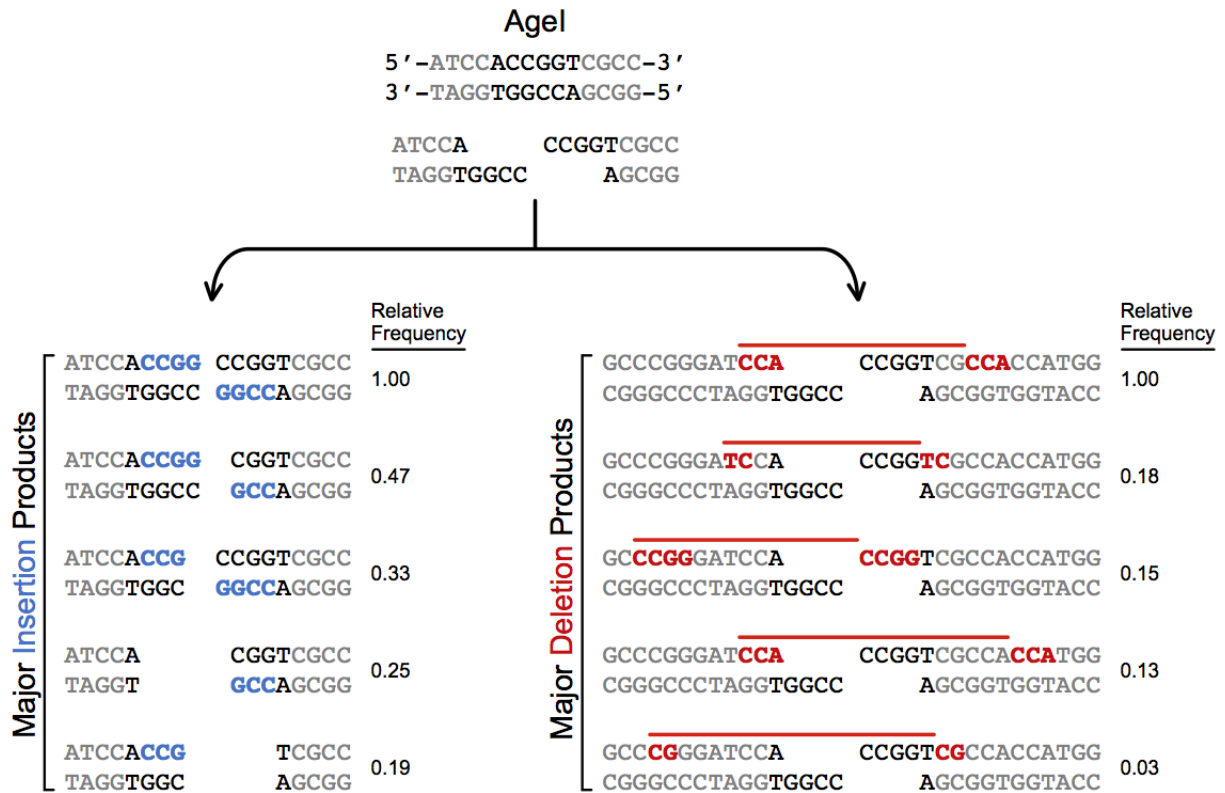 AgeI
5′-ATCCACCGGTCGCC-3′
3′-TAGGTGGCCAGCGG-5′
ATCCA CCGGTCGCC
TAGGTGGCC AGCGG
Major Insertion Products
Relative
Frequency
ATCCACCGG CCGGTCGCC
TAGGTGGCC GGCCAGCGG
1.00
ATCCACCGG CGGTCGCC
TAGGTGGCC GCCAGCGG
0.47
ATCCACCG CCGGTCGCC
TAGGTGGC GGCCAGCGG
0.33
ATCCA CGGTCGCC
TAGGT GCCAGCGG
0.25
ATCCACCG TCGCC
TAGGTGGC AGCGG
0.19
Major Deletion Products
Relative
Frequency
GCCCGGGATCCA CCGGTCGCCACCATGG
CGGGCCCTAGGTGGCC AGCGGTGGTACC
1.00
GCCCGGGATCCA CCGGTCGCCACCATGG
CGGGCCCTAGGTGGCC AGCGGTGGTACC
0.18
GCCCGGGATCCA CCGGTCGCCACCATGG
CGGGCCCTAGGTGGCC AGCGGTGGTACC
0.15
GCCCGGGATCCA CCGGTCGCCACCATGG
CGGGCCCTAGGTGGCC AGCGGTGGTACC
0.13
GCCCGGGATCCA CCGGTCGCCACCATGG
CGGGCCCTAGGTGGCC AGCGGTGGTACC
0.03